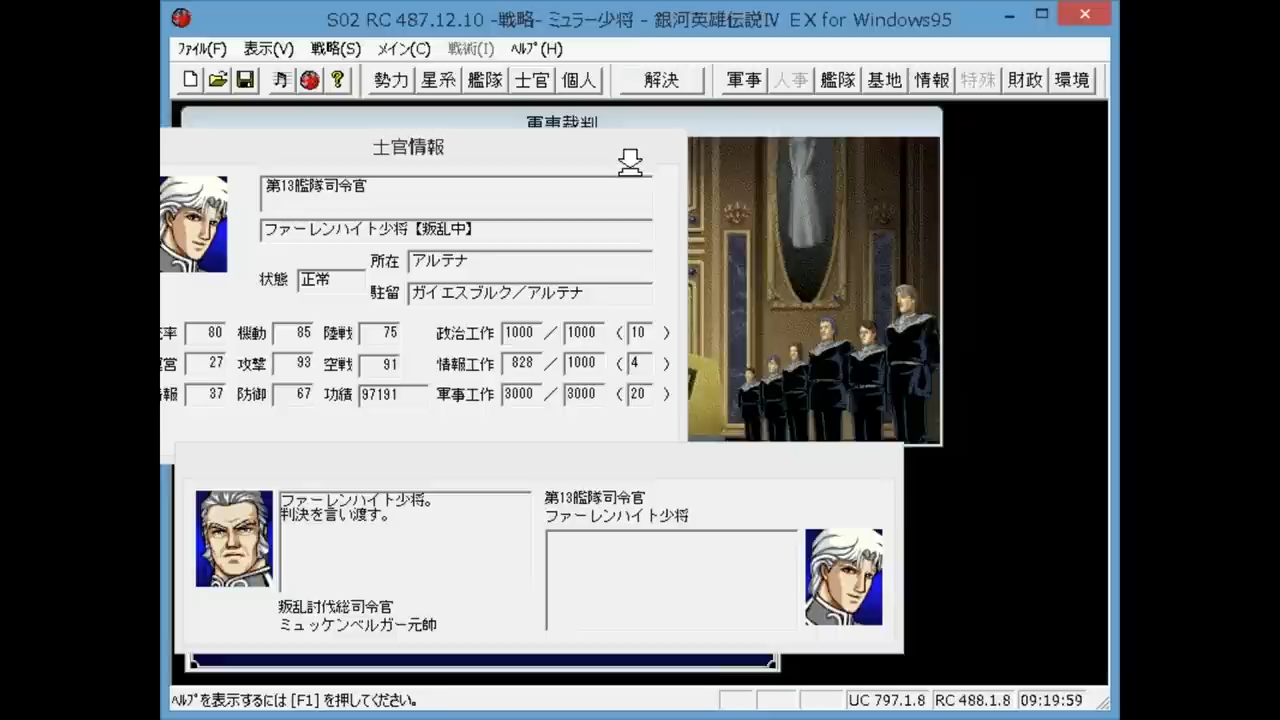 S02 RC 487.12.10 -戦略- ミュラー少将 - 銀河英雄伝説Ⅳ EX for Windows95
ﾌｧｲﾙ(F) 表示(V) 戦略(S) メイン(C) 戦術(I) ﾍﾙﾌﾟ(H)
勢力 星系 艦隊 士官 個人 解決 軍事 人事 艦隊 基地 情報 特殊 財政 環境
軍事裁判
士官情報
第13艦隊司令官
ファーレンハイト少将【叛乱中】
所在 アルテナ
状態 正常
駐留 ガイエスブルク／アルテナ
率 80 機動 85 陸戦 75 政治工作 1000 ／ 1000 〈 10 〉
営 27 攻撃 93 空戦 91 情報工作 828 ／ 1000 〈 4 〉
報 37 防御 67 功績 97191 軍事工作 3000 ／ 3000 〈 20 〉
ファーレンハイト少将。
判決を言い渡す。
叛乱討伐総司令官
ミュッケンベルガー元帥
第13艦隊司令官
ファーレンハイト少将
ﾍﾙﾌﾟを表示するには [F1] を押してください。
UC 797.1.8 RC 488.1.8 09:19:59